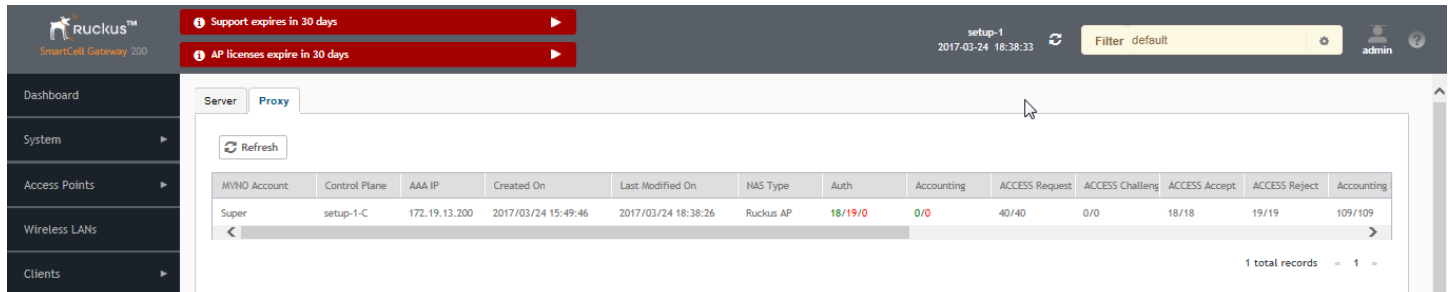 Ruckus™
SmartCell Gateway 200
Support expires in 30 days
AP licenses expire in 30 days
setup-1
2017-03-24 18:38:33
Filter default
admin
Dashboard
System
Access Points
Wireless LANs
Clients
Server Proxy
Refresh
MVNO Account Control Plane AAA IP Created On Last Modified On NAS Type Auth Accounting ACCESS Request ACCESS Challeng ACCESS Accept ACCESS Reject Accounting
Super setup-1-C 172.19.13.200 2017/03/24 15:49:46 2017/03/24 18:38:26 Ruckus AP 18/19/0 0/0 40/40 0/0 18/18 19/19 109/109
1 total records « 1 »